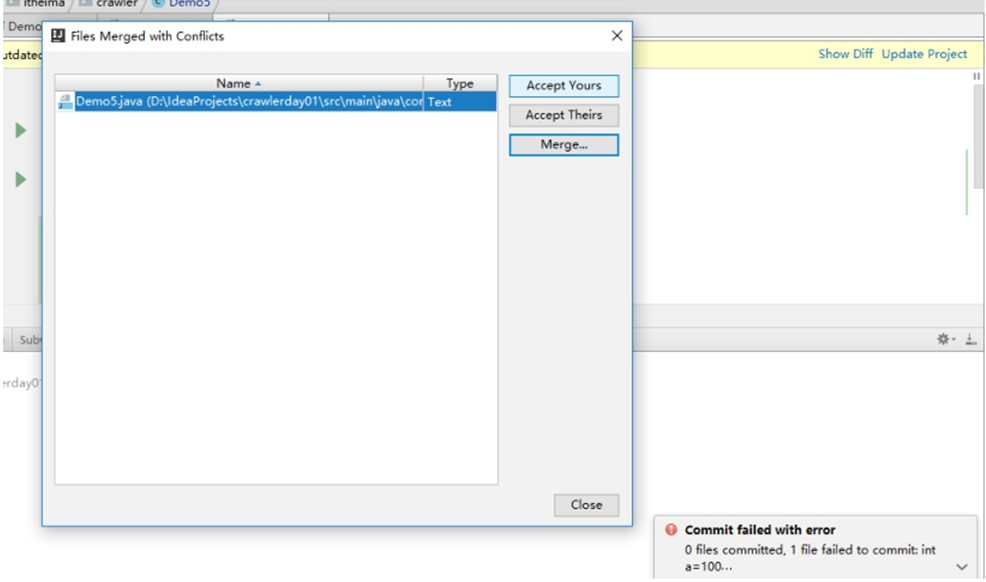 itheima crawler Demo5
Demo
Files Merged with Conflicts
utdated
Show Diff Update Project
Name Type
Demo5.java (D:\IdeaProjects\crawlerday01\src\main\java\cor Text
Accept Yours
Accept Theirs
Merge...
Subv
erday01
Close
Commit failed with error
0 files committed, 1 file failed to commit: int
a=100...